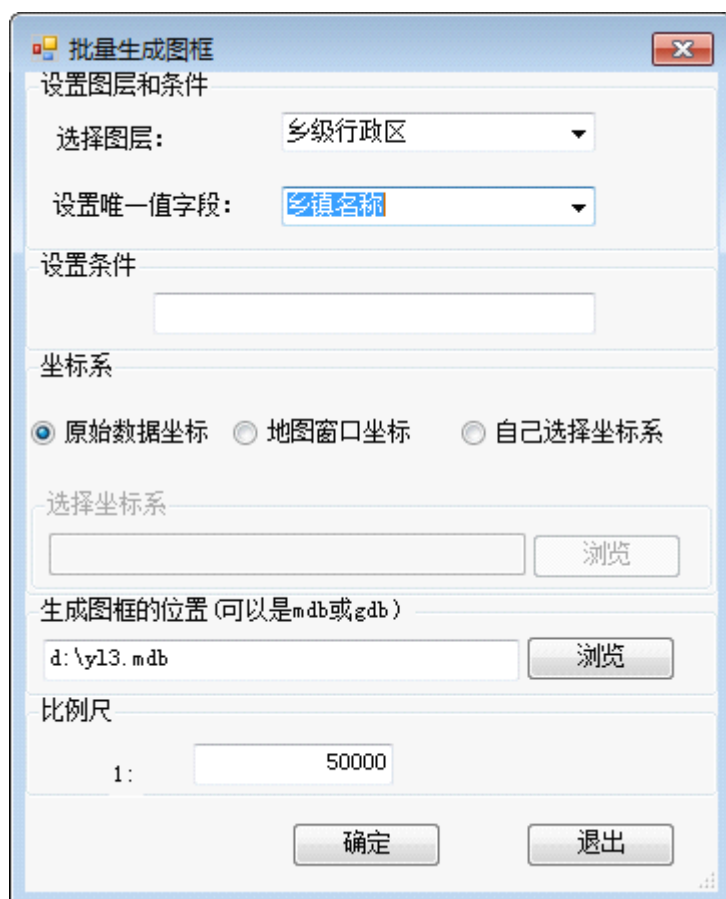 批量生成图框
设置图层和条件
选择图层: 乡级行政区
设置唯一值字段: 乡镇名称
设置条件
坐标系
原始数据坐标 地图窗口坐标 自己选择坐标系
选择坐标系
浏览
生成图框的位置(可以是mdb或gdb)
d:\yl3.mdb 浏览
比例尺
1: 50000
确定 退出